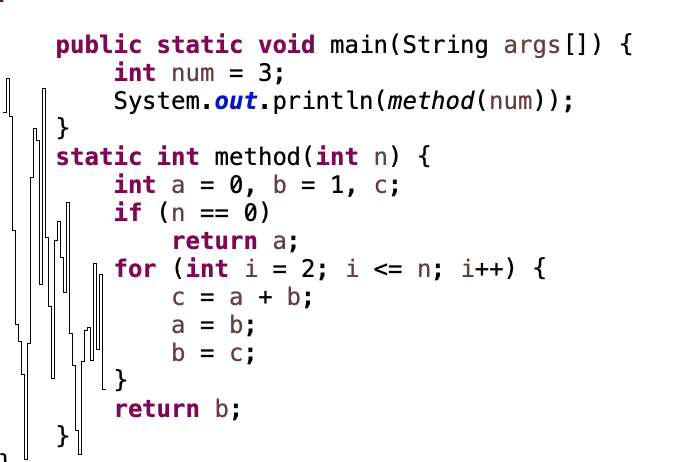 public static void main(String args[]) {
int num = 3;
System.out.println(method(num));
}
static int method(int n) {
int a = 0, b = 1, c;
if (n == 0)
return a;
for (int i = 2; i <= n; i++) {
c = a + b;
a = b;
b = c;
}
return b;
}
}